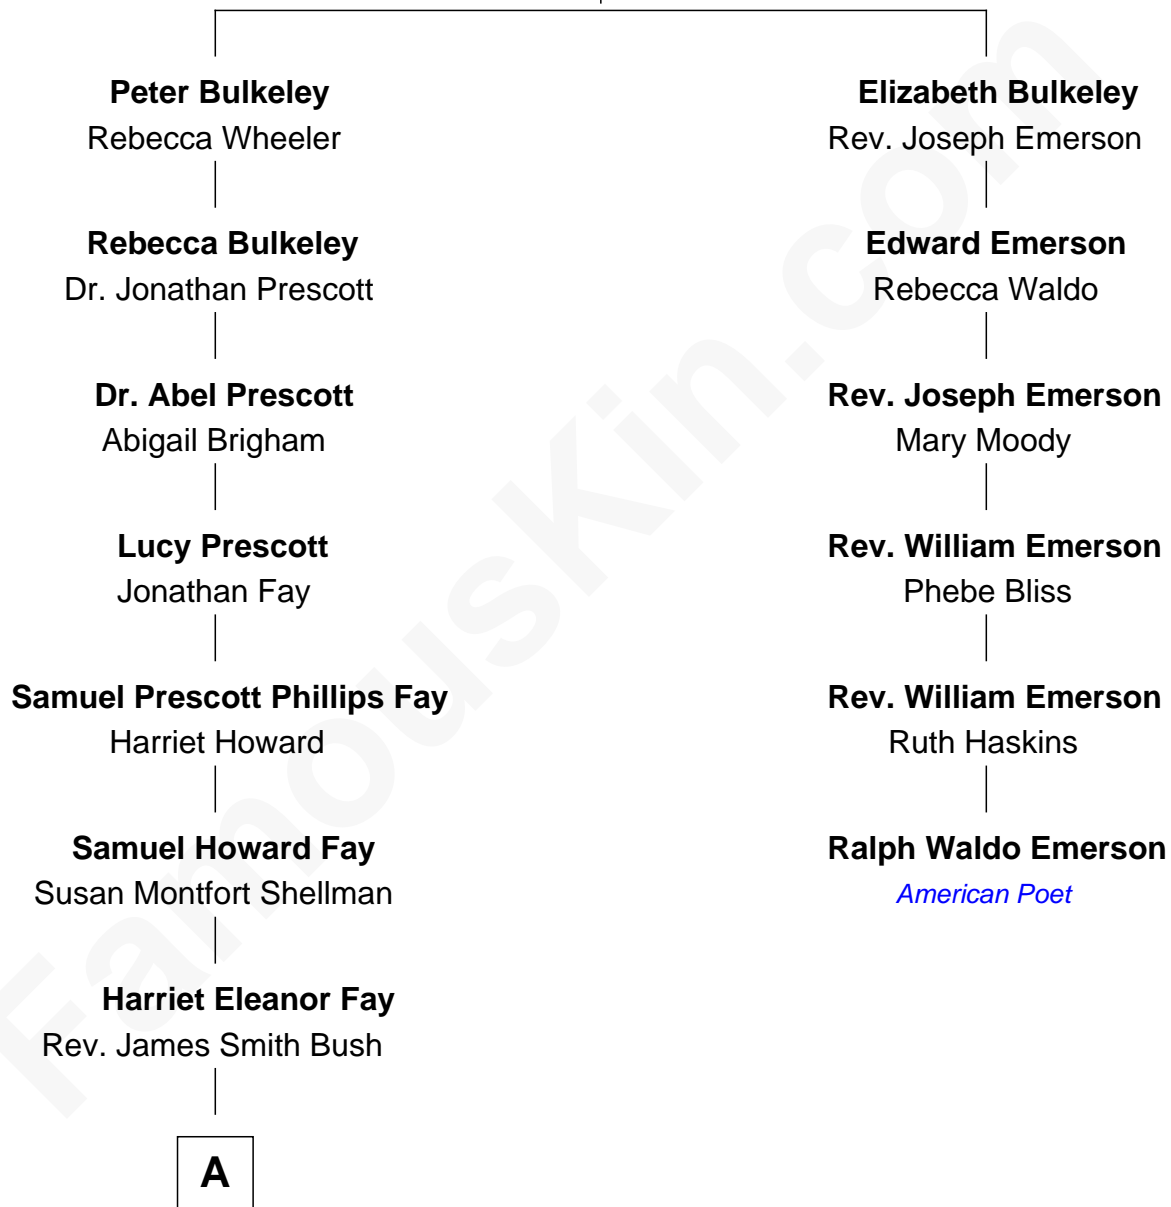 Peter Bulkeley
Rebecca Wheeler
Rebecca Bulkeley
Dr. Jonathan Prescott
Dr. Abel Prescott
Abigail Brigham
Lucy Prescott
Jonathan Fay
Samuel Prescott Phillips Fay
Harriet Howard
Samuel Howard Fay
Susan Montfort Shellman
Harriet Eleanor Fay
Rev. James Smith Bush
A
Elizabeth Bulkeley
Rev. Joseph Emerson
Edward Emerson
Rebecca Waldo
Rev. Joseph Emerson
Mary Moody
Rev. William Emerson
Phebe Bliss
Rev. William Emerson
Ruth Haskins
Ralph Waldo Emerson
American Poet
FamousKin.com